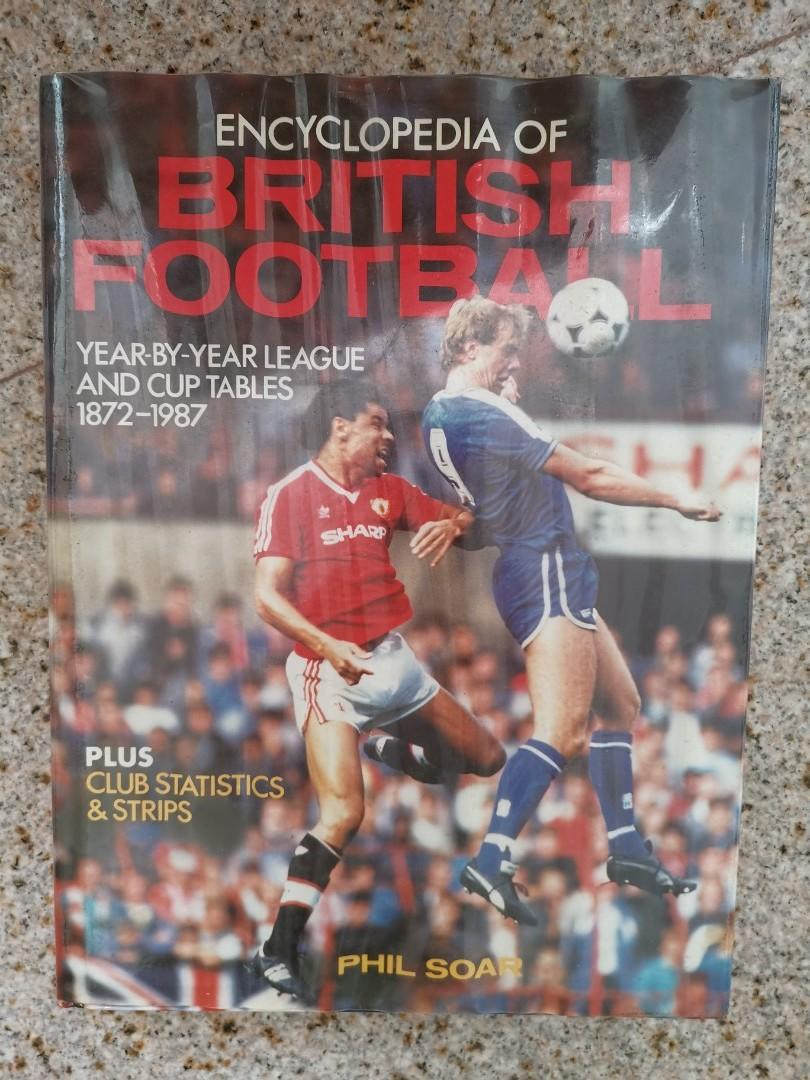 ENCYCLOPEDIA OF
BRITISH
FOOTBALL
YEAR-BY-YEAR LEAGUE
AND CUP TABLES
1872–1987
SHARP
PLUS
CLUB STATISTICS
& STRIPS
PHIL SOAR